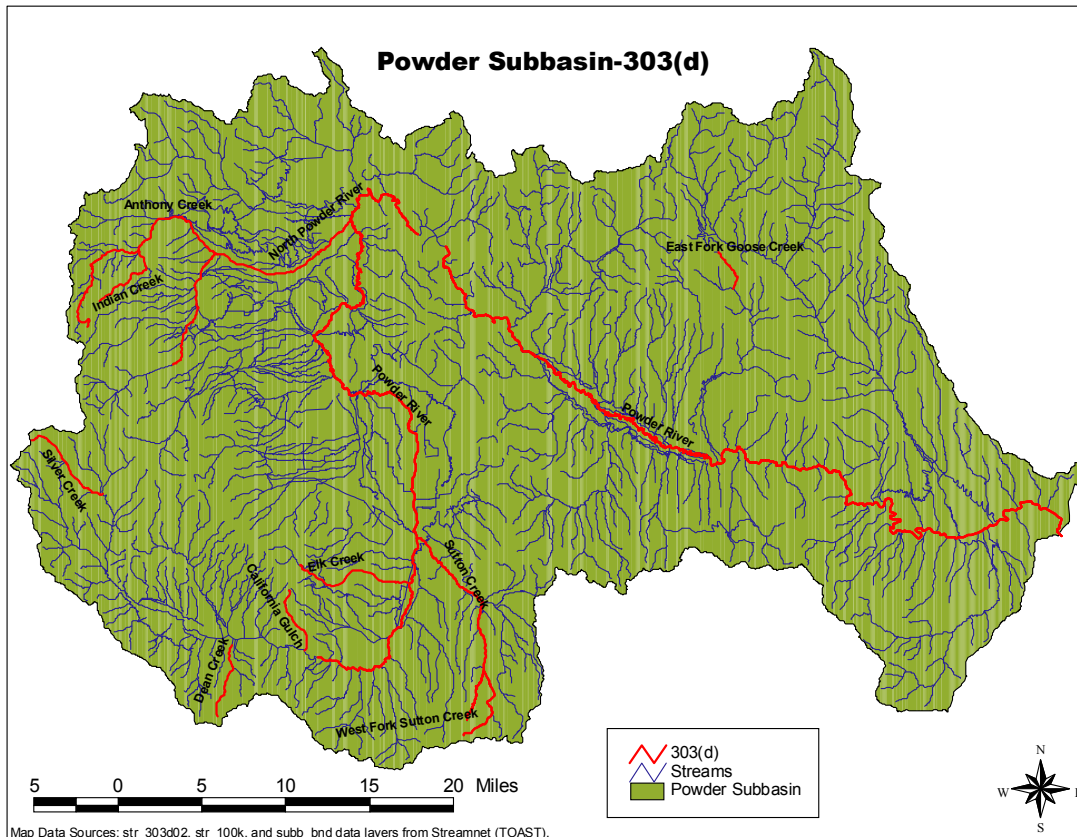 Powder Subbasin-303(d)
Anthony Creek
North Powder River
East Fork Goose Creek
Indian Creek
Powder River
Powder River
Silver Creek
Sutton Creek
Elk Creek
California Gulch
Dean Creek
West Fork Sutton Creek
303(d)
Streams
Powder Subbasin
5 0 5 10 15 20 Miles
N
W
S
Map Data Sources: str_303d02, str_100k, and subb_bnd data layers from Streamnet (TOAST).